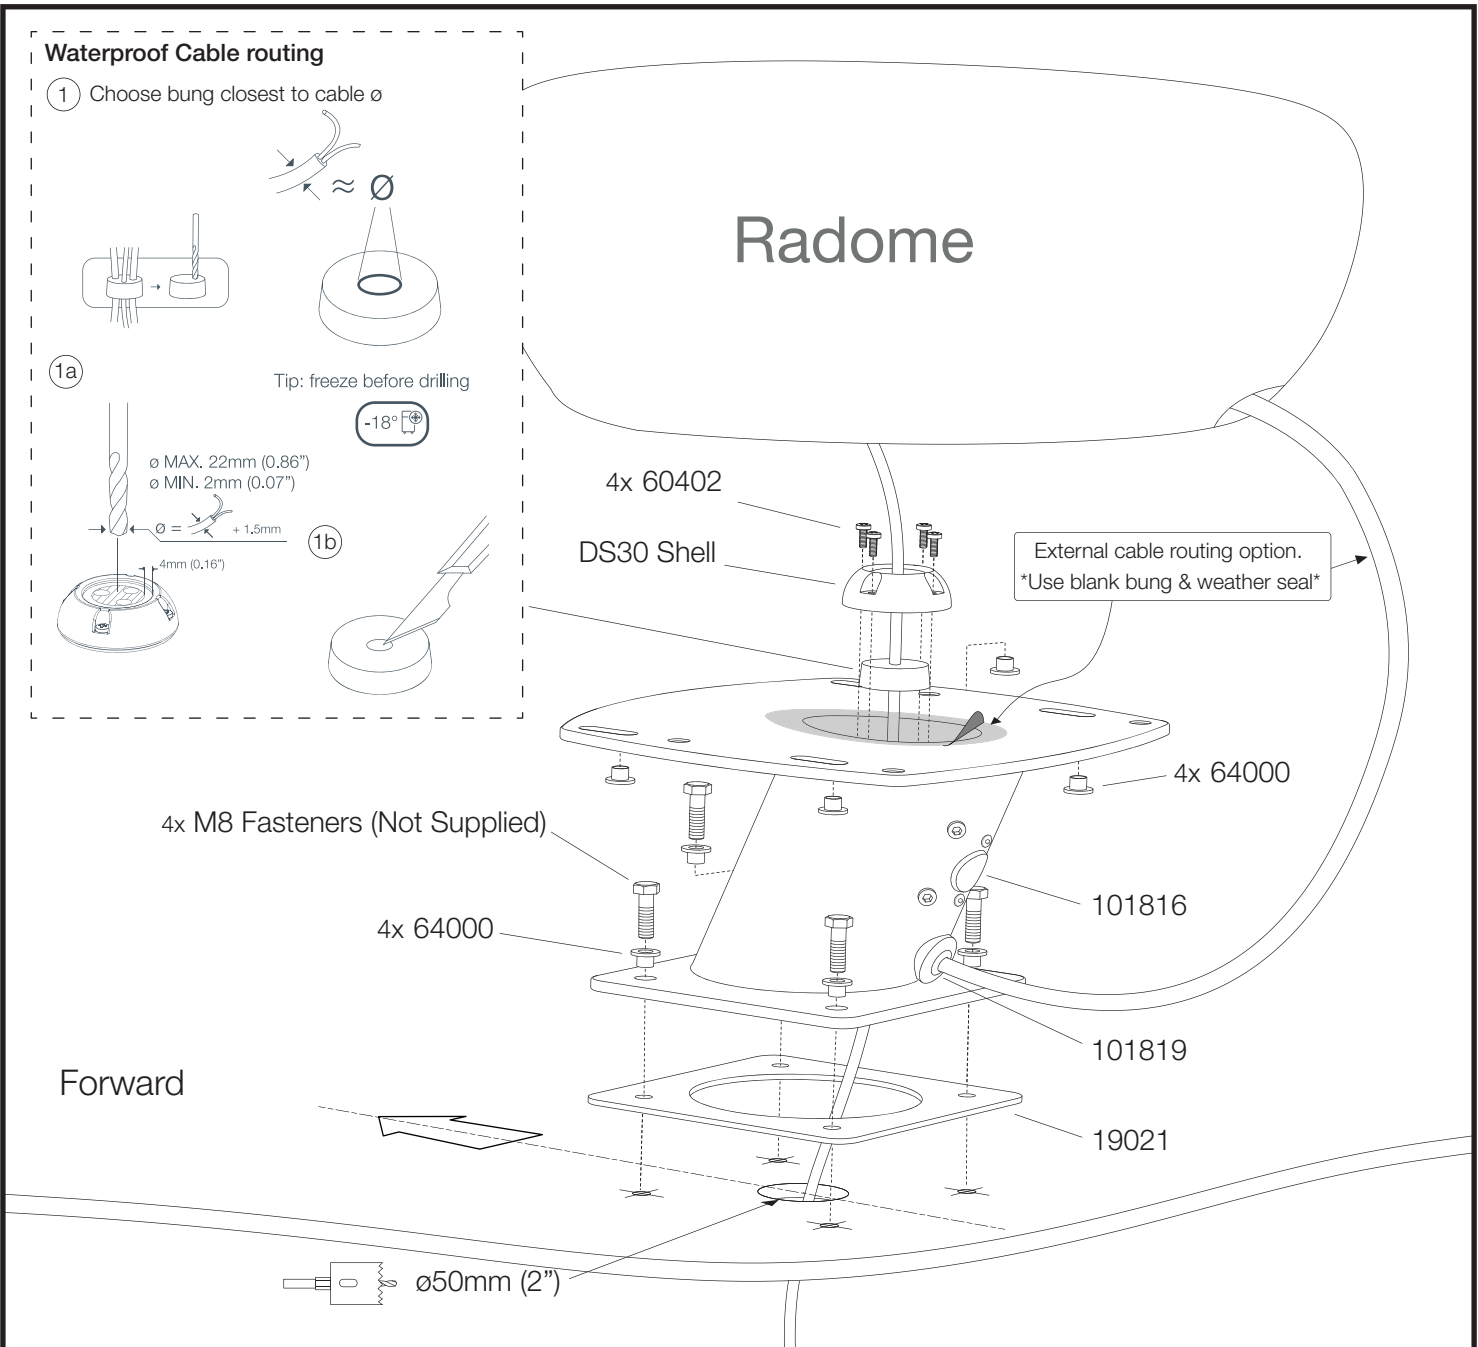 Waterproof Cable routing
1 Choose bung closest to cable ø
≈ Ø
1a
Tip: freeze before drilling
-18°
ø MAX. 22mm (0.86”)
ø MIN. 2mm (0.07”)
Ø = + 1.5mm
4mm (0.16”)
1b
Radome
4x 60402
DS30 Shell
External cable routing option.
*Use blank bung & weather seal*
4x 64000
4x M8 Fasteners (Not Supplied)
4x 64000
101816
101819
Forward
19021
ø50mm (2”)